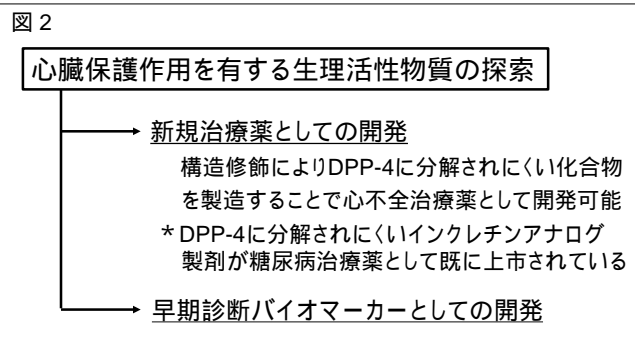 図2
心臓保護作用を有する生理活性物質の探索
新規治療薬としての開発
構造修飾によりDPP-4に分解されにくい化合物
を製造することで心不全治療薬として開発可能
*DPP-4に分解されにくいインクレチンアナログ
製剤が糖尿病治療薬として既に上市されている
早期診断バイオマーカーとしての開発